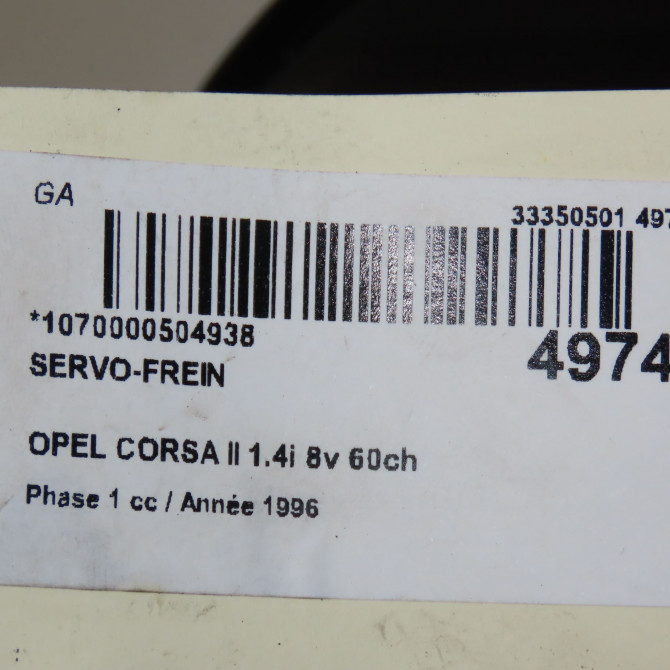 GA
33350501 497
*1070000504938
4974
SERVO-FREIN
OPEL CORSA II 1.4i 8v 60ch
Phase 1 cc / Année 1996